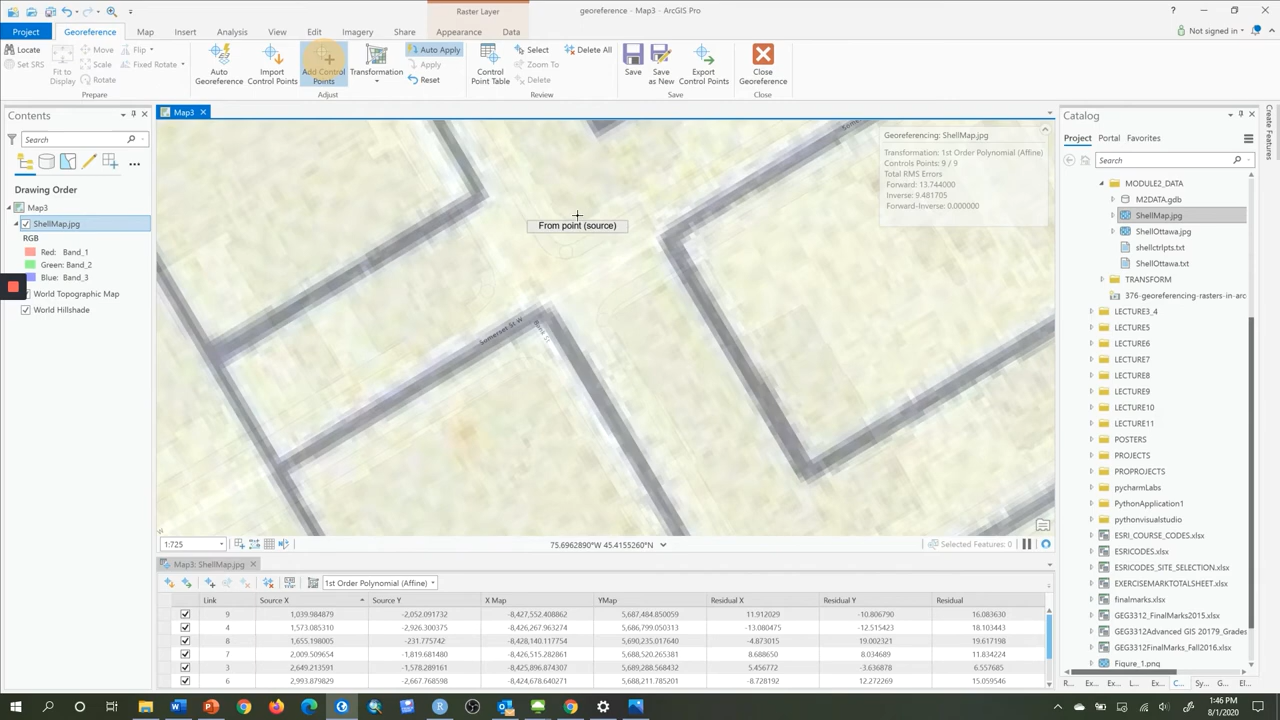 Raster Layer
georeference - Map3 - ArcGIS Pro
Project
Georeference
Map
Insert
Analysis
View
Edit
Imagery
Share
Appearance
Data
Not signed in
Locate
Set SRS
Fit to Display
Move
Scale
Rotate
Flip
Fixed Rotate
Prepare
Auto Georeference
Import Control Points
Add Control Points
Transformation
Auto Apply
Apply
Reset
Adjust
Control Point Table
Select
Zoom To
Delete
Delete All
Review
Save
Save as New
Export Control Points
Save
Close Georeference
Close
Contents
Search
Drawing Order
Map3
ShellMap.jpg
RGB
Red: Band_1
Green: Band_2
Blue: Band_3
World Topographic Map
World Hillshade
Map3
From point (source)
Somerset St W
Bank St
Georeferencing: ShellMap.jpg
Transformation: 1st Order Polynomial (Affine)
Controls Points: 9 / 9
Total RMS Errors
Forward: 13.744000
Inverse: 9.481705
Forward-Inverse: 0.000000
1:725
75.6962890°W 45.4155260°N
Selected Features: 0
Map3: ShellMap.jpg
1st Order Polynomial (Affine)
Link Source X Source Y X Map YMap Residual X Residual Y Residual
9 1,039.984879 -2,052.091732 -8,427,552.408862 5,687,484.850059 11.912029 -10.806790 16.083630
4 1,573.085310 -2,926.300375 -8,426,267.963274 5,686,799.050313 -13.080475 -12.515423 18.103443
8 1,655.198005 -231.775742 -8,428,140.117754 5,690,235.017640 -4.873015 19.002321 19.617198
7 2,009.509654 -1,819.681480 -8,426,515.282861 5,688,520.265381 8.688650 8.034689 11.834224
3 2,649.213591 -1,578.289161 -8,425,896.874307 5,689,288.568432 5.456772 -3.636878 6.557685
6 2,993.879829 -2,667.768598 -8,424,678.640271 5,688,211.785201 -8.728192 12.272269 15.059546
Catalog
Project
Portal
Favorites
Search
MODULE2_DATA
M2DATA.gdb
ShellMap.jpg
ShellOttawa.jpg
shellctrlpts.txt
ShellOttawa.txt
TRANSFORM
376-georeferencing-rasters-in-arc
LECTURE3_4
LECTURE5
LECTURE6
LECTURE7
LECTURE8
LECTURE9
LECTURE10
LECTURE11
POSTERS
PROJECTS
PROPROJECTS
pycharmLabs
PythonApplication1
pythonvisualstudio
ESRI_COURSE_CODES.xlsx
ESRICODES.xlsx
ESRICODES_SITE_SELECTION.xlsx
EXERCISEMARKTOTALSHEET.xlsx
finalmarks.xlsx
GEG3312_FinalMarks2015.xlsx
GEG3312Advanced GIS 20179_Grades
GEG3312FinalMarks_Fall2016.xlsx
Figure_1.png
R...
Ex...
Ex...
L...
Ex...
C...
Sy...
G...
El...
Create Features
1:46 PM
8/1/2020